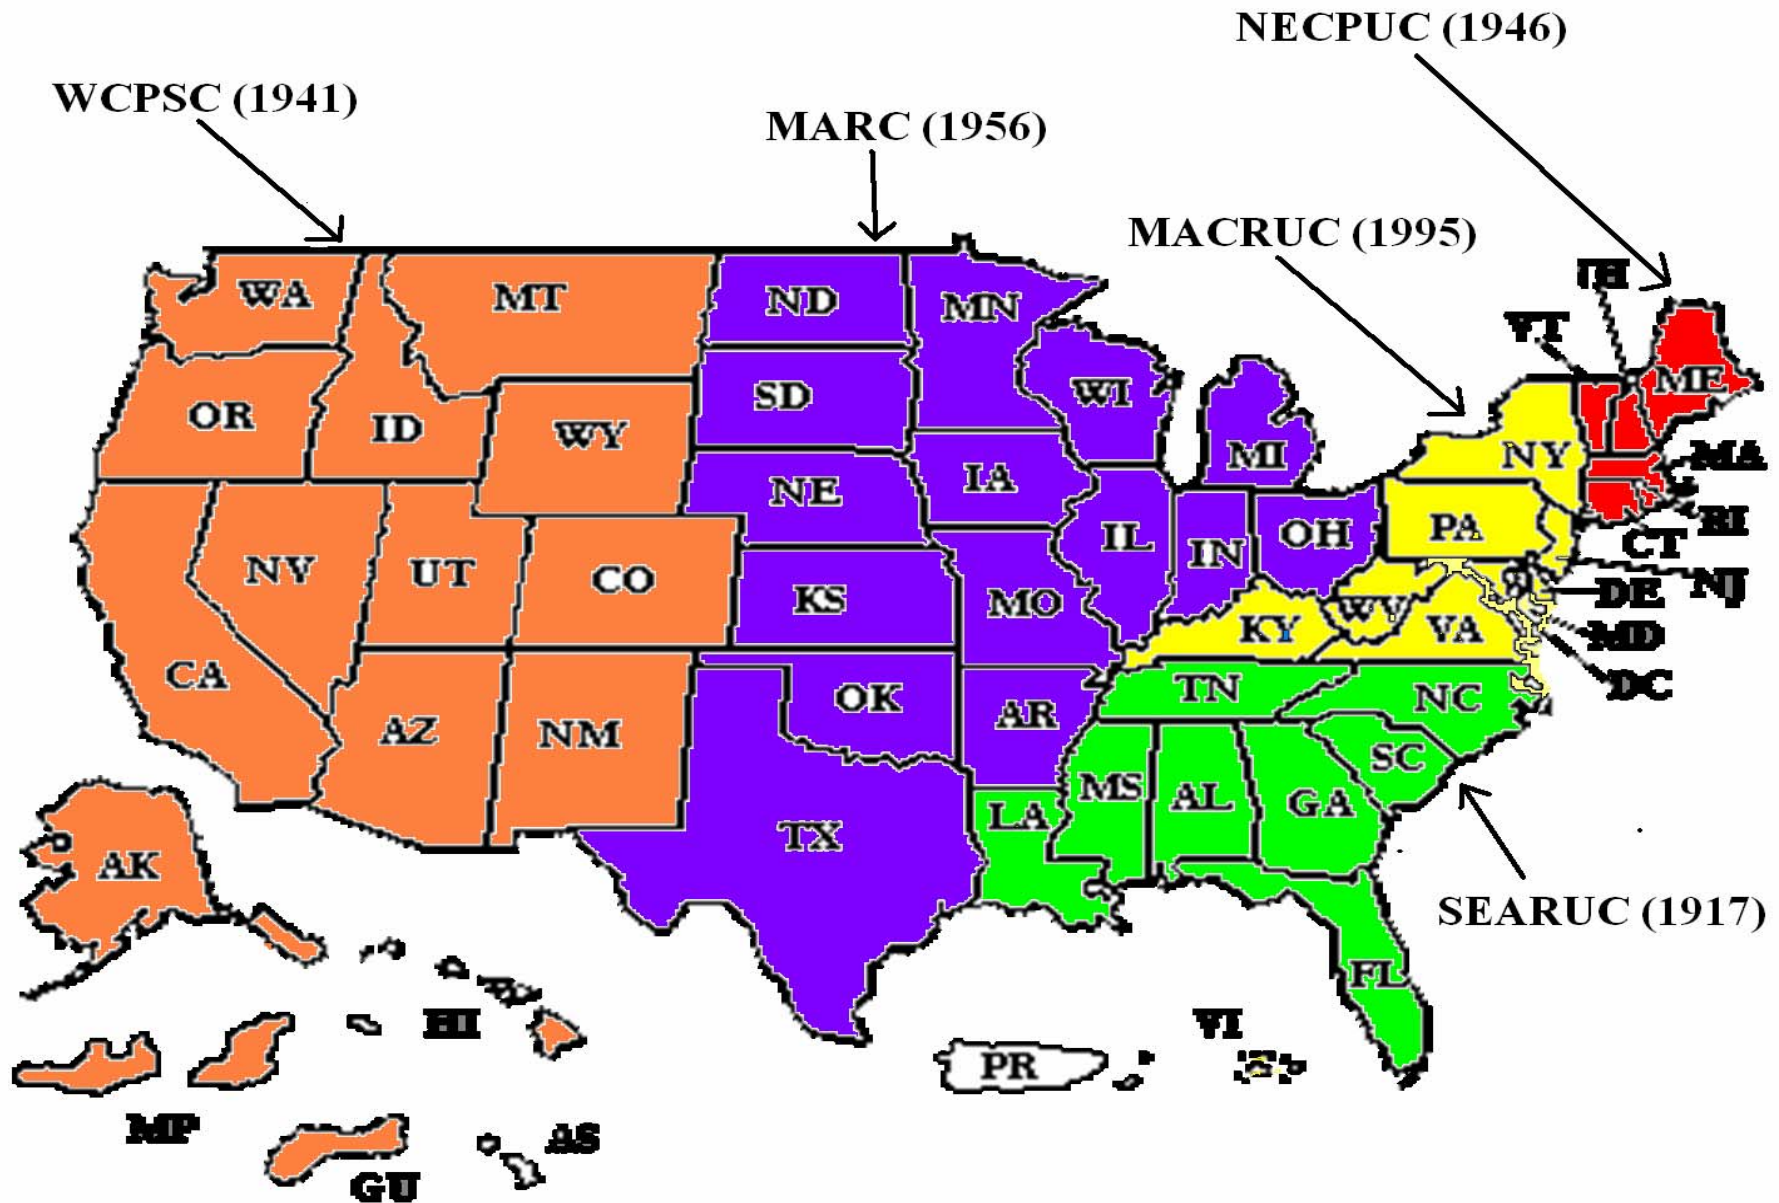 NECPUC (1946)
WCPSC (1941)
MARC (1956)
MACRUC (1995)
VT
WA
MT
ND
MN
ME
OR
ID
WY
SD
WI
MI
NY
MA
RI
CT
NE
IA
IL
IN
OH
PA
NJ
DE
MD
DC
NV
UT
CO
KS
MO
KY
WV
VA
CA
AZ
NM
OK
AR
TN
NC
SC
TX
LA
MS
AL
GA
AK
SEARUC (1917)
FL
HI
PR
VI
MP
AS
GU